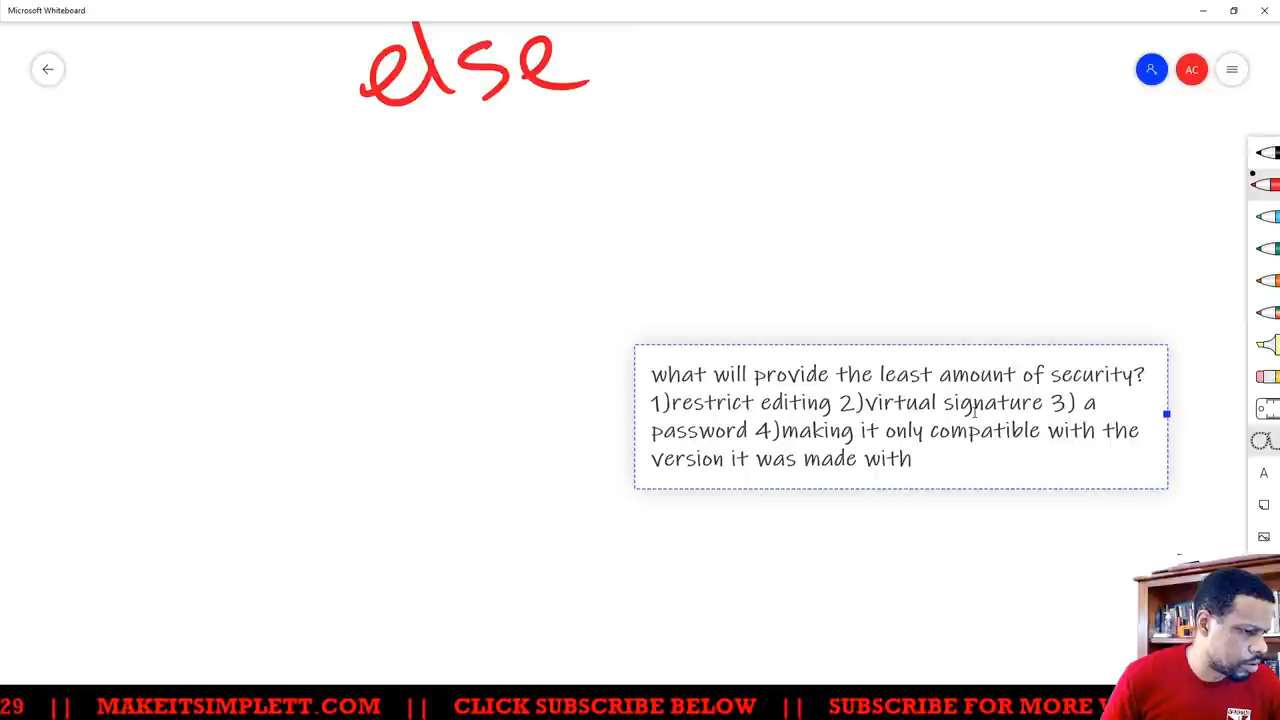 Microsoft Whiteboard
else
AC
what will provide the least amount of security?
1)restrict editing 2)virtual signature 3) a
password 4)making it only compatible with the
version it was made with
A
29 || MAKEITSIMPLETT.COM || CLICK SUBSCRIBE BELOW || SUBSCRIBE FOR MORE